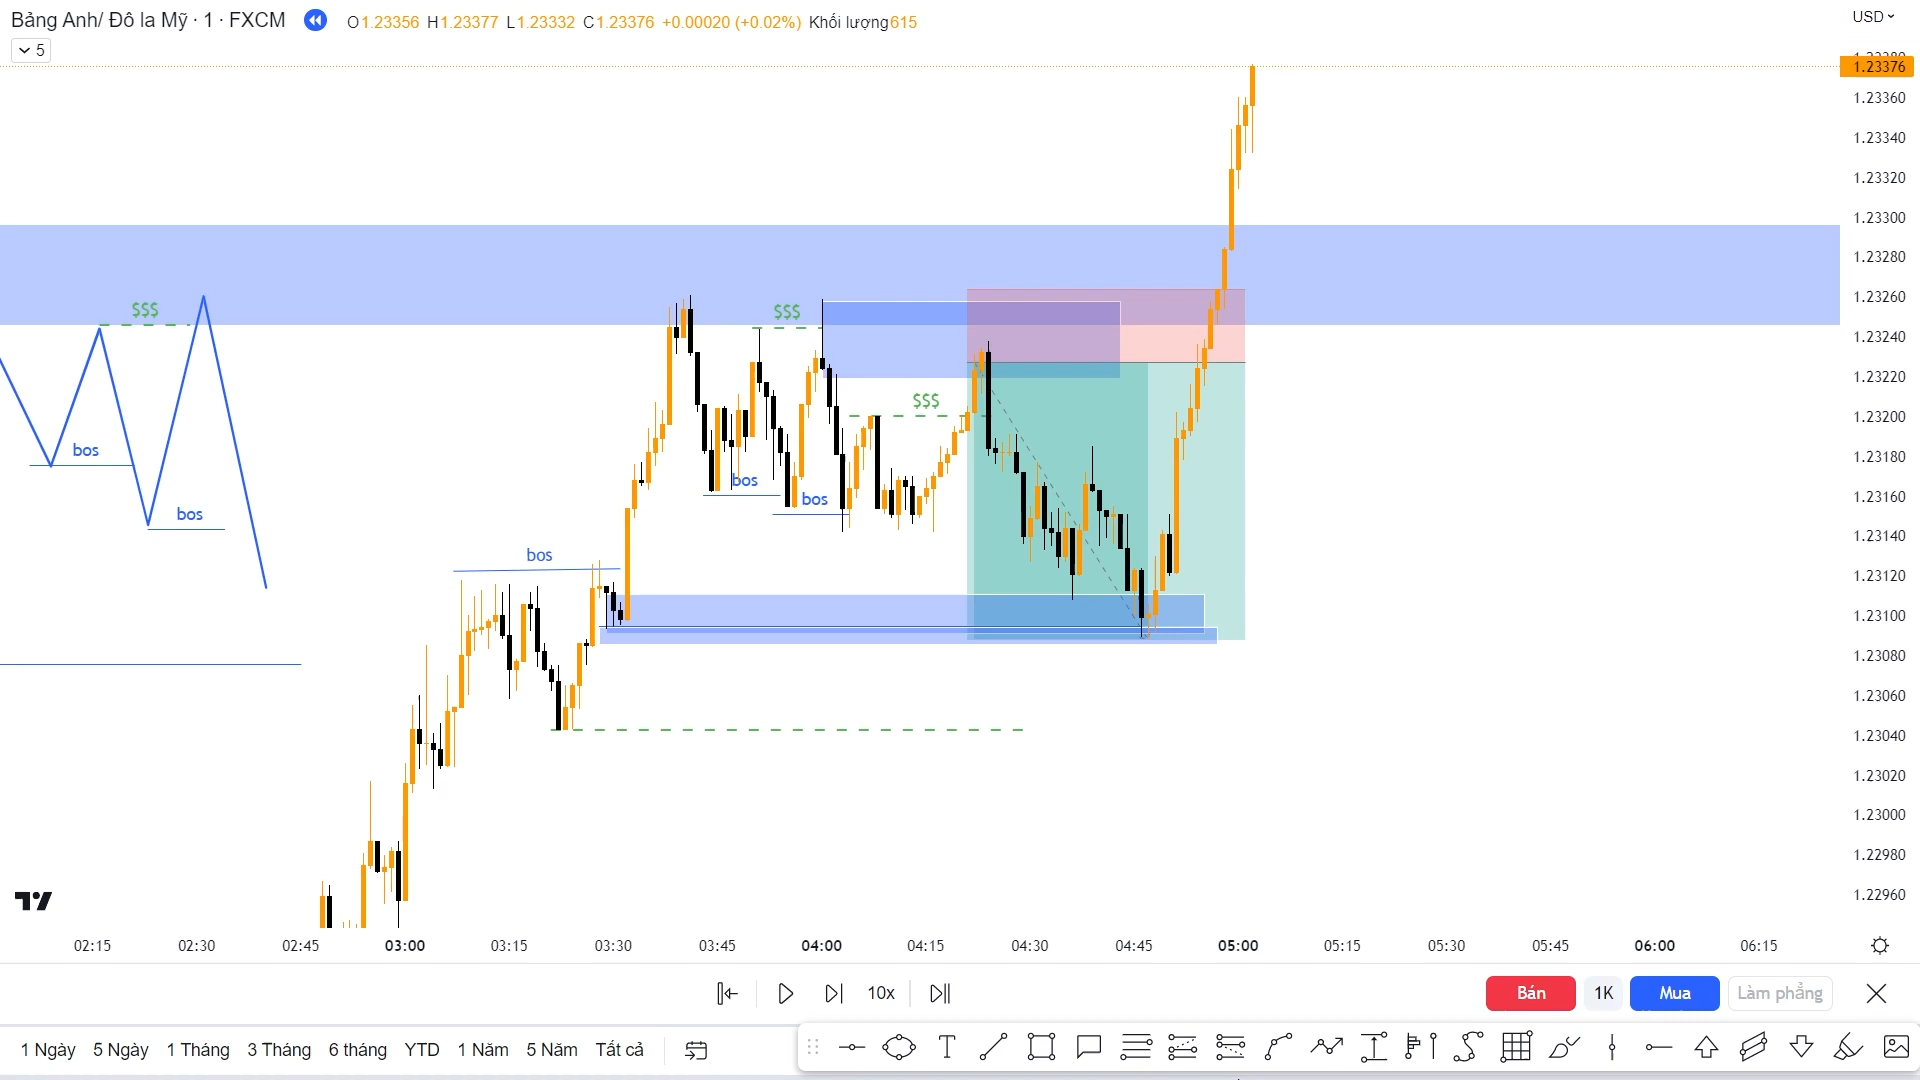 Bảng Anh/ Đô la Mỹ · 1 · FXCM O1.23356 H1.23377 L1.23332 C1.23376 +0.00020 (+0.02%) Khối lượng615
USD
5
1.23380
1.23376
1.23360
1.23340
1.23320
1.23300
1.23280
1.23260
1.23240
1.23220
1.23200
1.23180
1.23160
1.23140
1.23120
1.23100
1.23080
1.23060
1.23040
1.23020
1.23000
1.22980
1.22960
$$$
$$$
$$$
bos
bos
bos
bos
bos
02:15 02:30 02:45 03:00 03:15 03:30 03:45 04:00 04:15 04:30 04:45 05:00 05:15 05:30 05:45 06:00 06:15
10x
Bán 1K Mua Làm phẳng
1 Ngày 5 Ngày 1 Tháng 3 Tháng 6 tháng YTD 1 Năm 5 Năm Tất cả